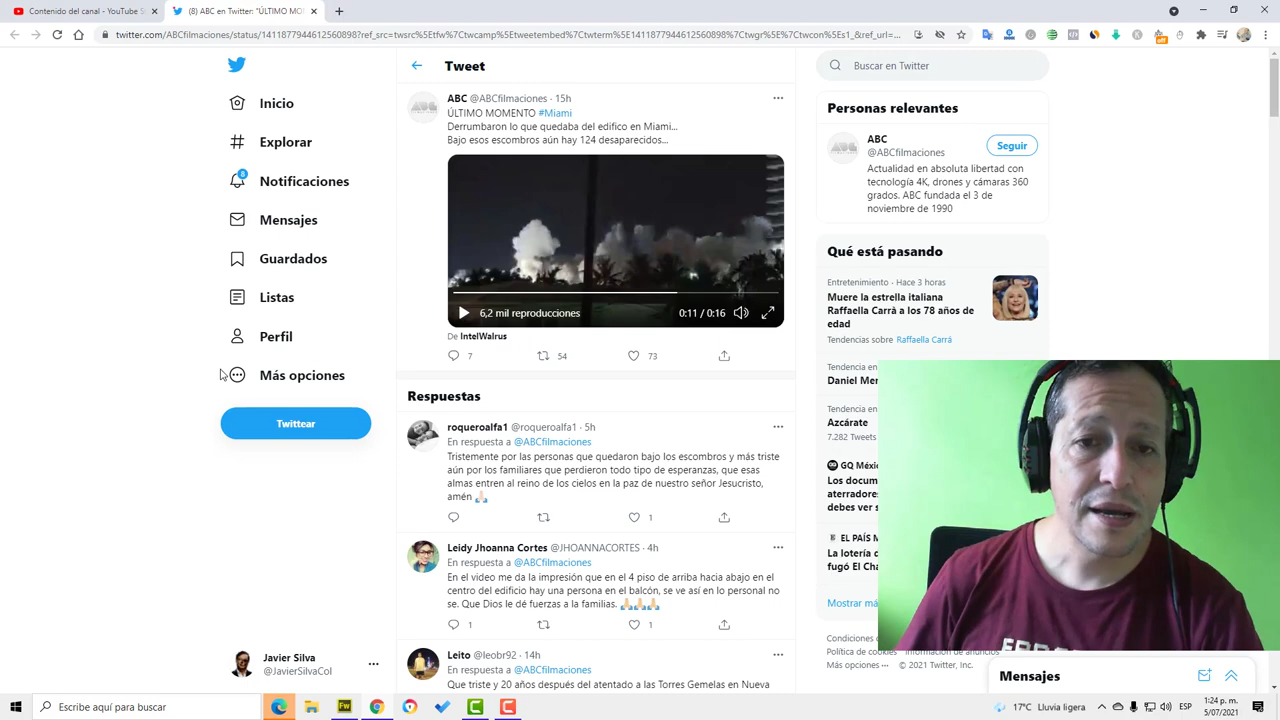 Contenido del canal - YouTube S
(8) ABC en Twitter: "ÚLTIMO MO
twitter.com/ABCfilmaciones/status/1411877944612560898?ref_src=twsrc%5Etfw%7Ctwcamp%5Etweetembed%7Ctwterm%5E1411877944612560898%7Ctwgr%5E%7Ctwcon%5Es1_&ref_url=...
off
Inicio
Explorar
8
Notificaciones
Mensajes
Guardados
Listas
Perfil
Más opciones
Twittear
Javier Silva
@JavierSilvaCol
Tweet
ABC @ABCfilmaciones · 15h
ÚLTIMO MOMENTO #Miami
Derrumbaron lo que quedaba del edifico en Miami...
Bajo esos escombros aún hay 124 desaparecidos...
6,2 mil reproducciones
0:11 / 0:16
De IntelWalrus
7 54 73
Respuestas
roqueroalfa1 @roqueroalfa1 · 5h
En respuesta a @ABCfilmaciones
Tristemente por las personas que quedaron bajo los escombros y más triste
aún por los familiares que perdieron todo tipo de esperanzas, que esas
almas entren al reino de los cielos en la paz de nuestro señor Jesucristo,
amén 🙏🏻
1
Leidy Jhoanna Cortes @JHOANNACORTES · 4h
En respuesta a @ABCfilmaciones
En el video me da la impresión que en el 4 piso de arriba hacia abajo en el
centro del edificio hay una persona en el balcón, se ve así en lo personal no
se. Que Dios le dé fuerzas a la familias. 🙏🏻🙏🏻🙏🏻
1 1
Leito @leobr92 · 14h
En respuesta a @ABCfilmaciones
Que triste y 20 años después del atentado a las Torres Gemelas en Nueva
Buscar en Twitter
Personas relevantes
ABC
@ABCfilmaciones
Seguir
Actualidad en absoluta libertad con
tecnología 4K, drones y cámaras 360
grados. ABC fundada el 3 de
noviembre de 1990
Qué está pasando
Entretenimiento · Hace 3 horas
Muere la estrella italiana
Raffaella Carrà a los 78 años de
edad
Tendencias sobre Raffaella Carrá
Tendencia en
Daniel Mer
Tendencia en
Azcárate
7.282 Tweets
GQ Méxi
Los docum
aterradores
debes ver s
EL PAÍS M
La lotería d
fugó El Cha
Mostrar má
Condiciones d
Política de cookies Información de anuncios
Más opciones ··· © 2021 Twitter, Inc.
Mensajes
Escribe aquí para buscar
Fw
17°C Lluvia ligera
ESP
1:24 p. m.
5/07/2021